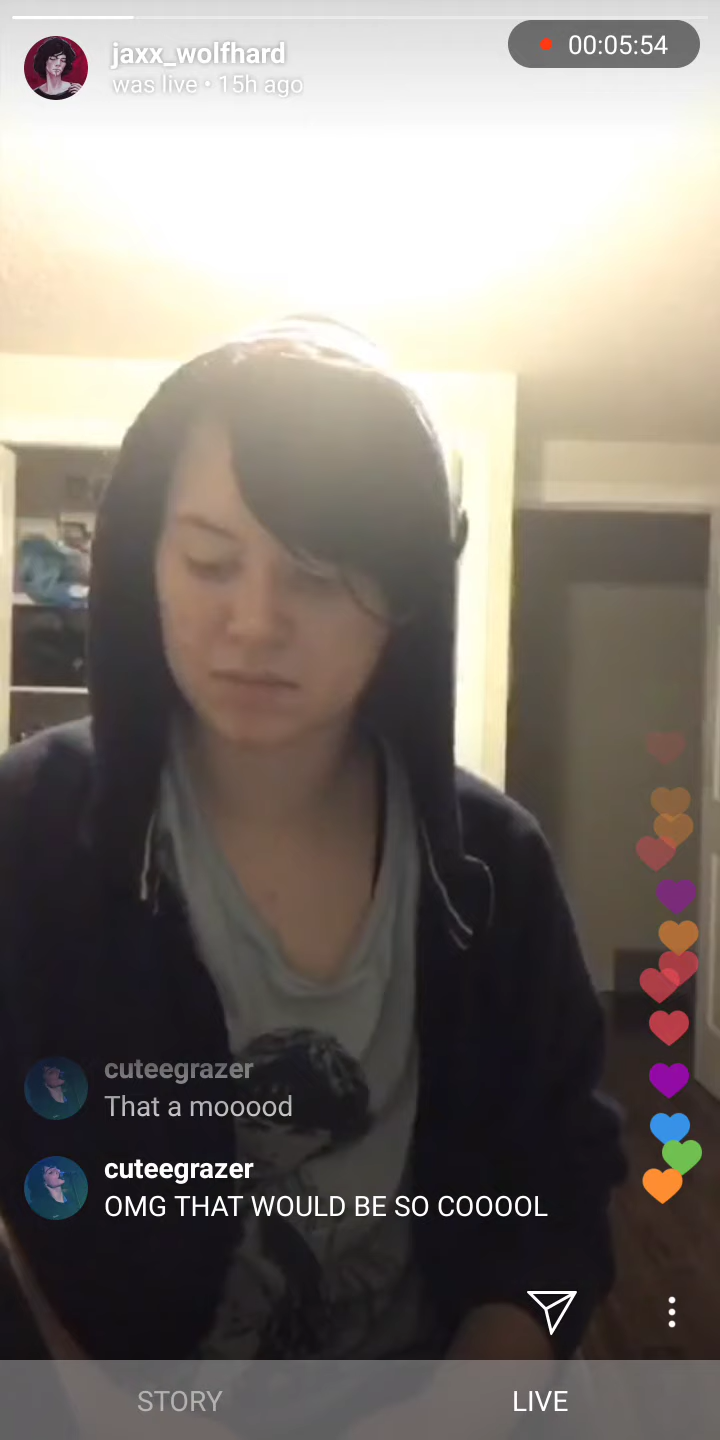 jaxx_wolfhard
was live • 15h ago
00:05:54
cuteegrazer
That a mooood
cuteegrazer
OMG THAT WOULD BE SO COOOOL
STORY
LIVE